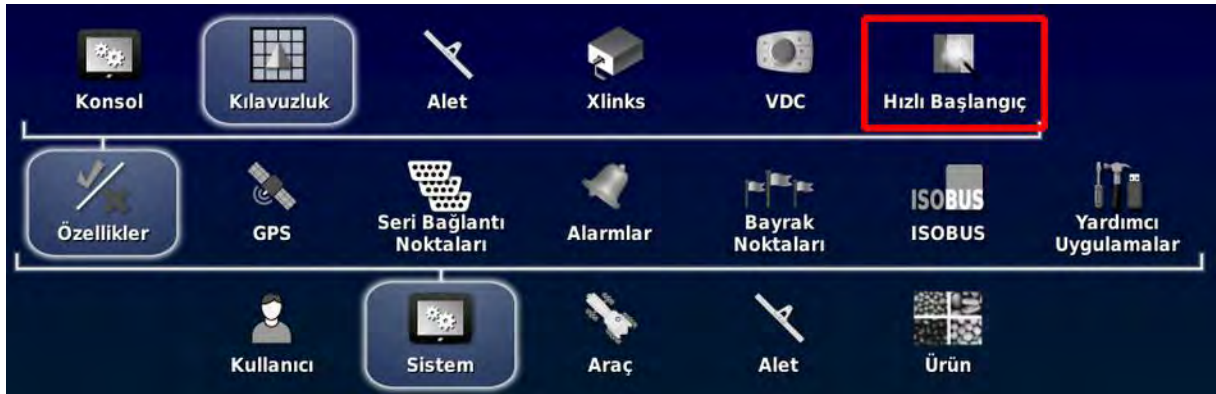 Konsol
Kılavuzluk
Alet
Xlinks
VDC
Hızlı Başlangıç
Özellikler
GPS
Seri Bağlantı
Noktaları
Alarmlar
Bayrak
Noktaları
ISOBUS
ISOBUS
Yardımcı
Uygulamalar
Kullanıcı
Sistem
Araç
Alet
Ürün